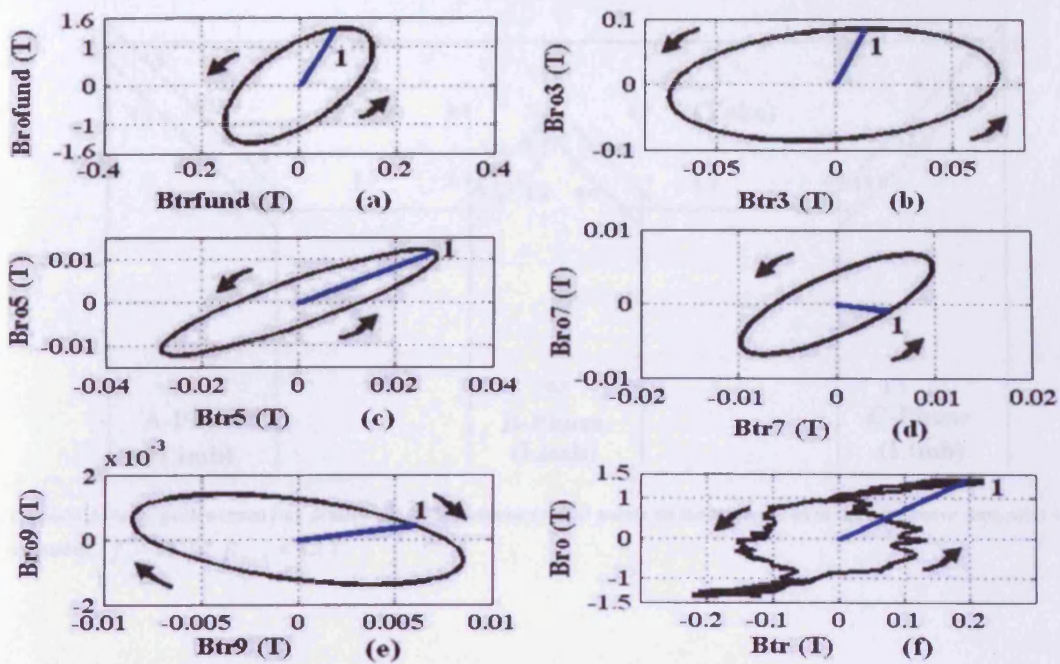 1.6
1
0
-1
-1.6
Brofund (T)
1
-0.4 -0.2 0 0.2 0.4
Btrfund (T) (a)
0.1
0
-0.1
Bro3 (T)
1
-0.05 0 0.05
Btr3 (T) (b)
0.01
0
-0.01
Bro5 (T)
1
-0.04 -0.02 0 0.02 0.04
Btr5 (T) (c)
0.01
0
-0.01
Bro7 (T)
1
-0.02 -0.01 0 0.01 0.02
Btr7 (T) (d)
x10-3
2
0
-2
Bro9 (T)
1
-0.01 -0.005 0 0.005 0.01
Btr9 (T) (e)
1.5
1
0
-1
-1.5
Bro (T)
1
-0.2 -0.1 0 0.1 0.2
Btr (T) (f)